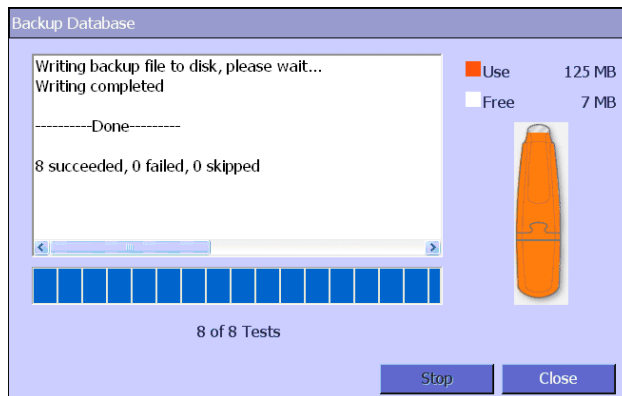 Backup Database
Writing backup file to disk, please wait...
Writing completed
----------Done---------
8 succeeded, 0 failed, 0 skipped
Use 125 MB
Free 7 MB
8 of 8 Tests
Stop Close